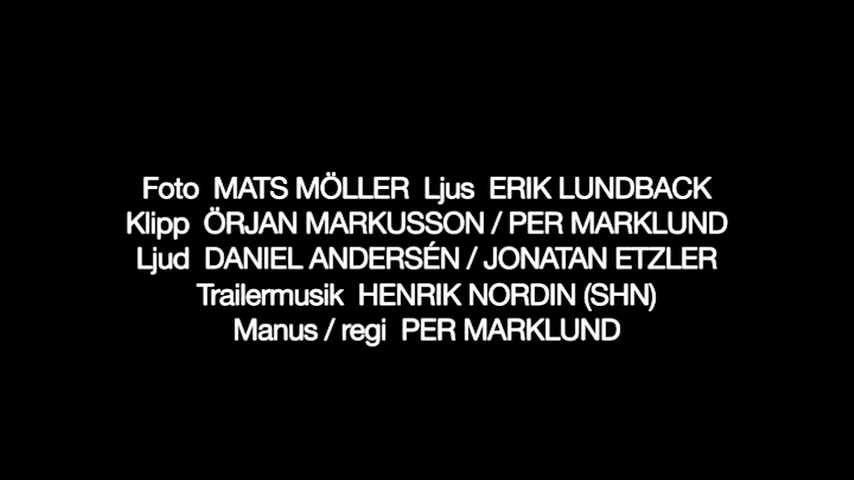 Foto MATS MÖLLER Ljus ERIK LUNDBACK
Klipp ÖRJAN MARKUSSON / PER MARKLUND
Ljud DANIEL ANDERSÉN / JONATAN ETZLER
Trailermusik HENRIK NORDIN (SHN)
Manus / regi PER MARKLUND